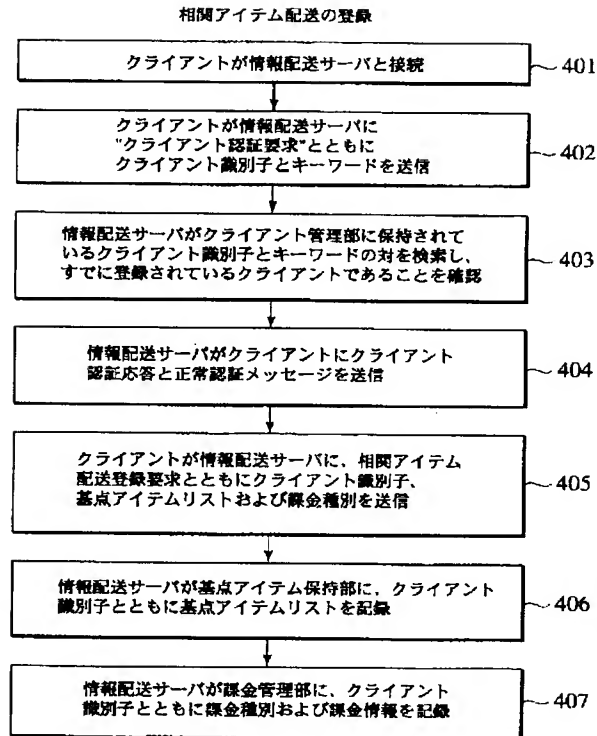 相関アイテム配送の登録
クライアントが情報配送サーバと接続
401
クライアントが情報配送サーバに
"クライアント認証要求"とともに
クライアント識別子とキーワードを送信
402
情報配送サーバがクライアント管理部に保持されて
いるクライアント識別子とキーワードの対を検索し、
すでに登録されているクライアントであることを確認
403
情報配送サーバがクライアントにクライアント
認証応答と正常認証メッセージを送信
404
クライアントが情報配送サーバに、相関アイテム
配送登録要求とともにクライアント識別子、
基点アイテムリストおよび課金種別を送信
405
情報配送サーバが基点アイテム保持部に、クライアント
識別子とともに基点アイテムリストを記録
406
情報配送サーバが課金管理部に、クライアント
識別子とともに課金種別および課金情報を記録
407